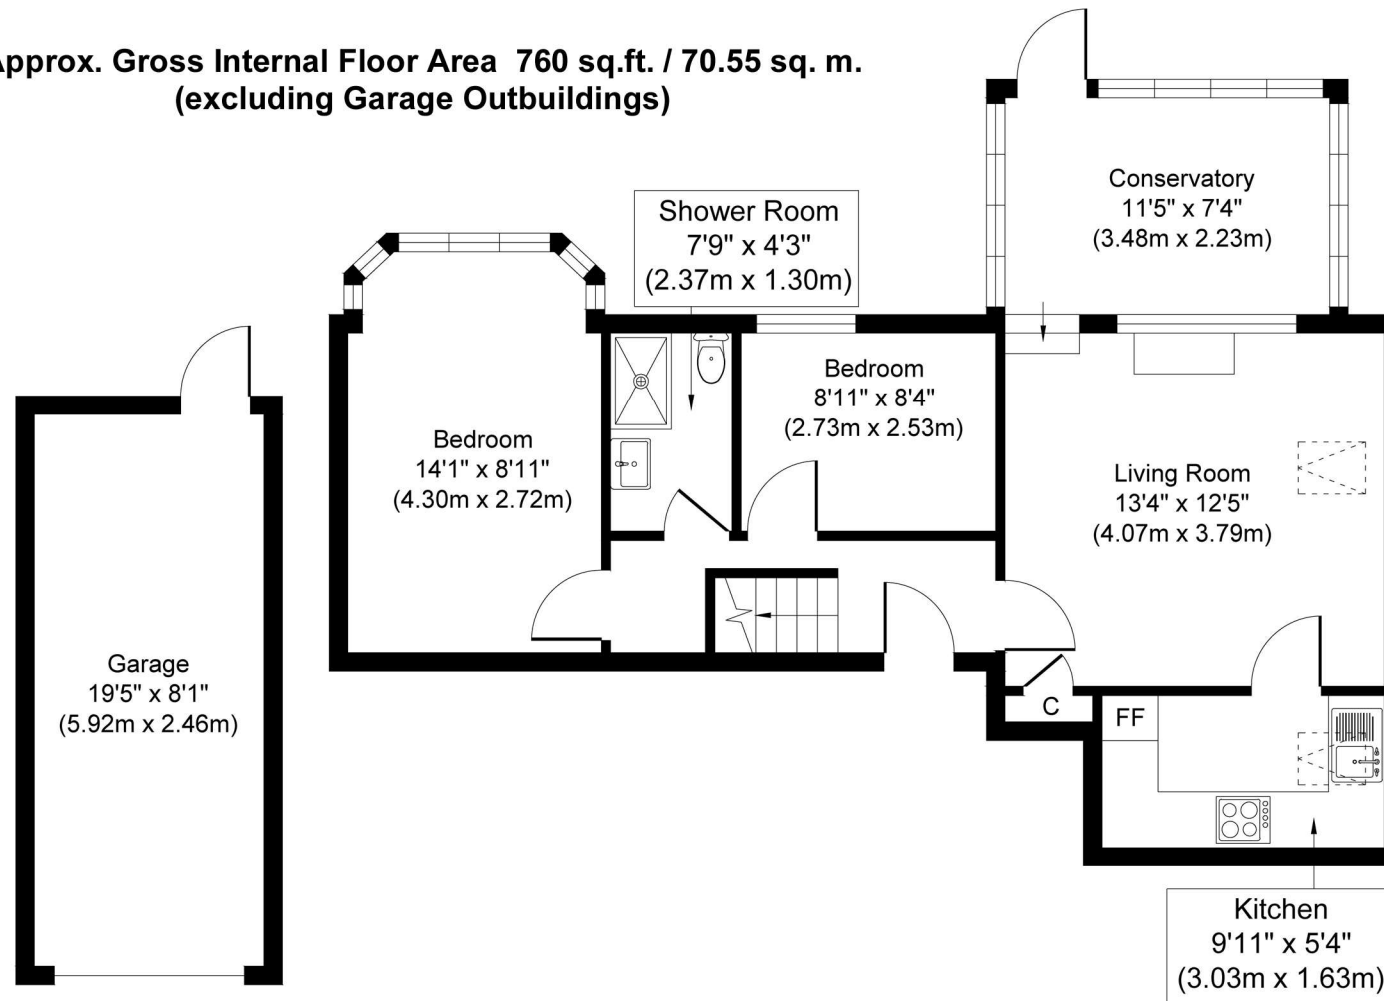 Approx. Gross Internal Floor Area 760 sq.ft. / 70.55 sq. m.
(excluding Garage Outbuildings)
Conservatory
11'5" x 7'4"
(3.48m x 2.23m)
Shower Room
7'9" x 4'3"
(2.37m x 1.30m)
Bedroom
8'11" x 8'4"
(2.73m x 2.53m)
Bedroom
14'1" x 8'11"
(4.30m x 2.72m)
Living Room
13'4" x 12'5"
(4.07m x 3.79m)
Garage
19'5" x 8'1"
(5.92m x 2.46m)
C
FF
Kitchen
9'11" x 5'4"
(3.03m x 1.63m)